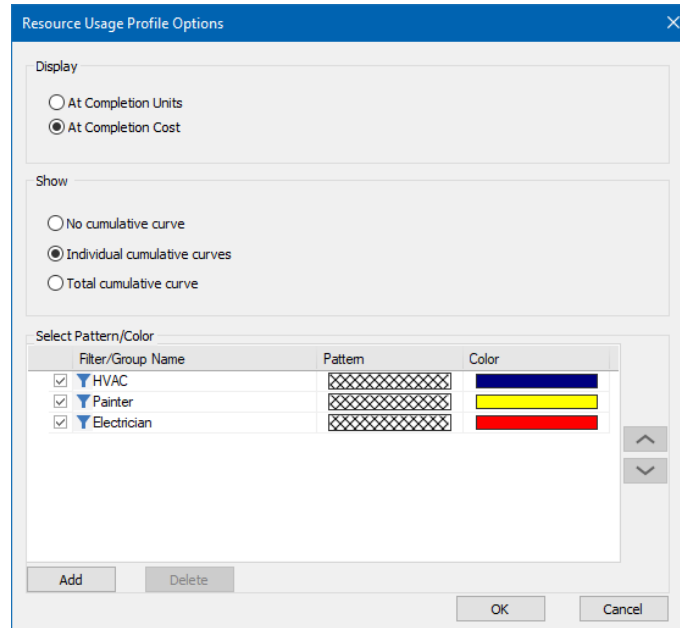 Resource Usage Profile Options
Display
At Completion Units
At Completion Cost
Show
No cumulative curve
Individual cumulative curves
Total cumulative curve
Select Pattern/Color
Filter/Group Name Pattern Color
HVAC
Painter
Electrician
Add Delete
OK Cancel